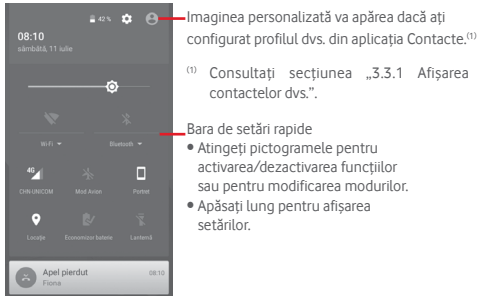 42 %
08:10
sâmbătă, 11 iulie
Wi-Fi
Bluetooth
4G
CHN-UNICOM
Mod Avion
Portret
Locație
Economizor baterie
Lanternă
Apel pierdut
08:10
Fiona
Imaginea personalizată va apărea dacă ați
configurat profilul dvs. din aplicația Contacte.⁽¹⁾
⁽¹⁾ Consultați secțiunea „3.3.1 Afișarea
contactelor dvs.”.
Bara de setări rapide
• Atingeți pictogramele pentru
activarea/dezactivarea funcțiilor
sau pentru modificarea modurilor.
• Apăsați lung pentru afișarea
setărilor.